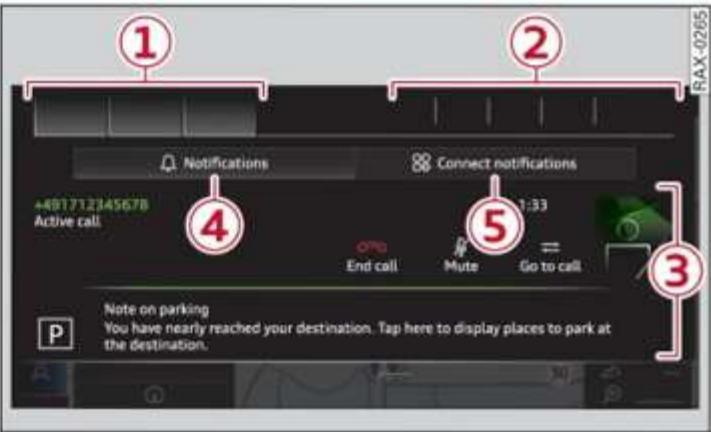 RAX-0265
1
2
Notifications
Connect notifications
+491712345678
Active call
4
5
1:33
End call
Mute
Go to call
3
Note on parking
P
You have nearly reached your destination. Tap here to display places to park at
the destination.